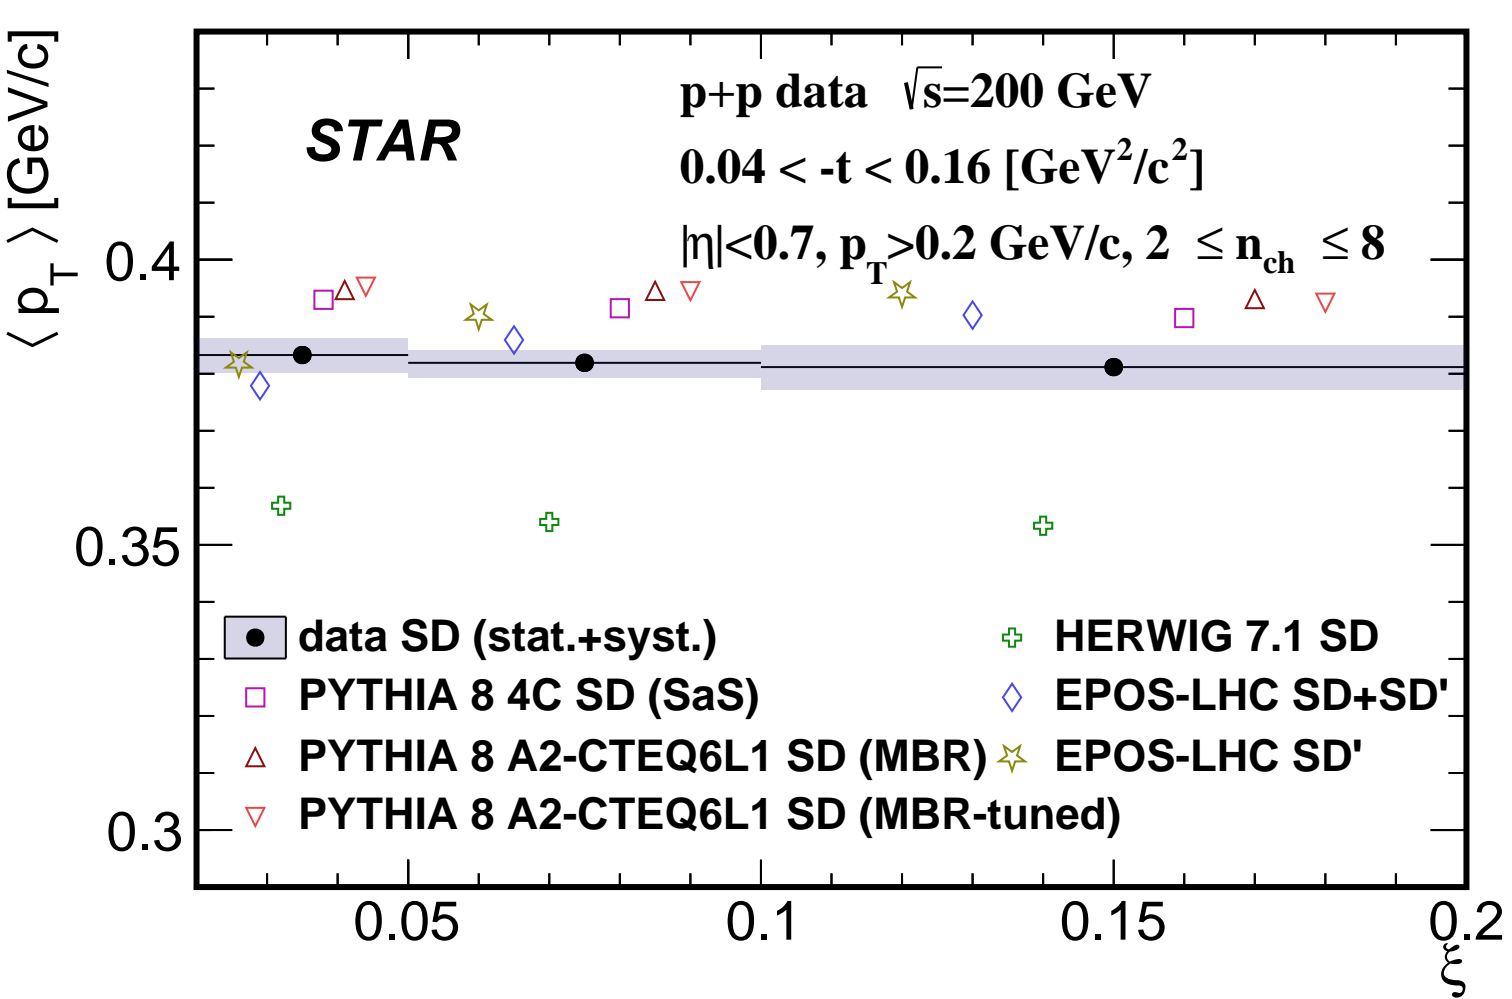 ⟨ p_T ⟩ [GeV/c]
STAR
p+p data √s=200 GeV
0.04 < -t < 0.16 [GeV²/c²]
|η|<0.7, p_T>0.2 GeV/c, 2 ≤ n_ch ≤ 8
0.4
0.35
0.3
data SD (stat.+syst.)
PYTHIA 8 4C SD (SaS)
PYTHIA 8 A2-CTEQ6L1 SD (MBR)
PYTHIA 8 A2-CTEQ6L1 SD (MBR-tuned)
HERWIG 7.1 SD
EPOS-LHC SD+SD'
EPOS-LHC SD'
0.05 0.1 0.15 0.2
ξ